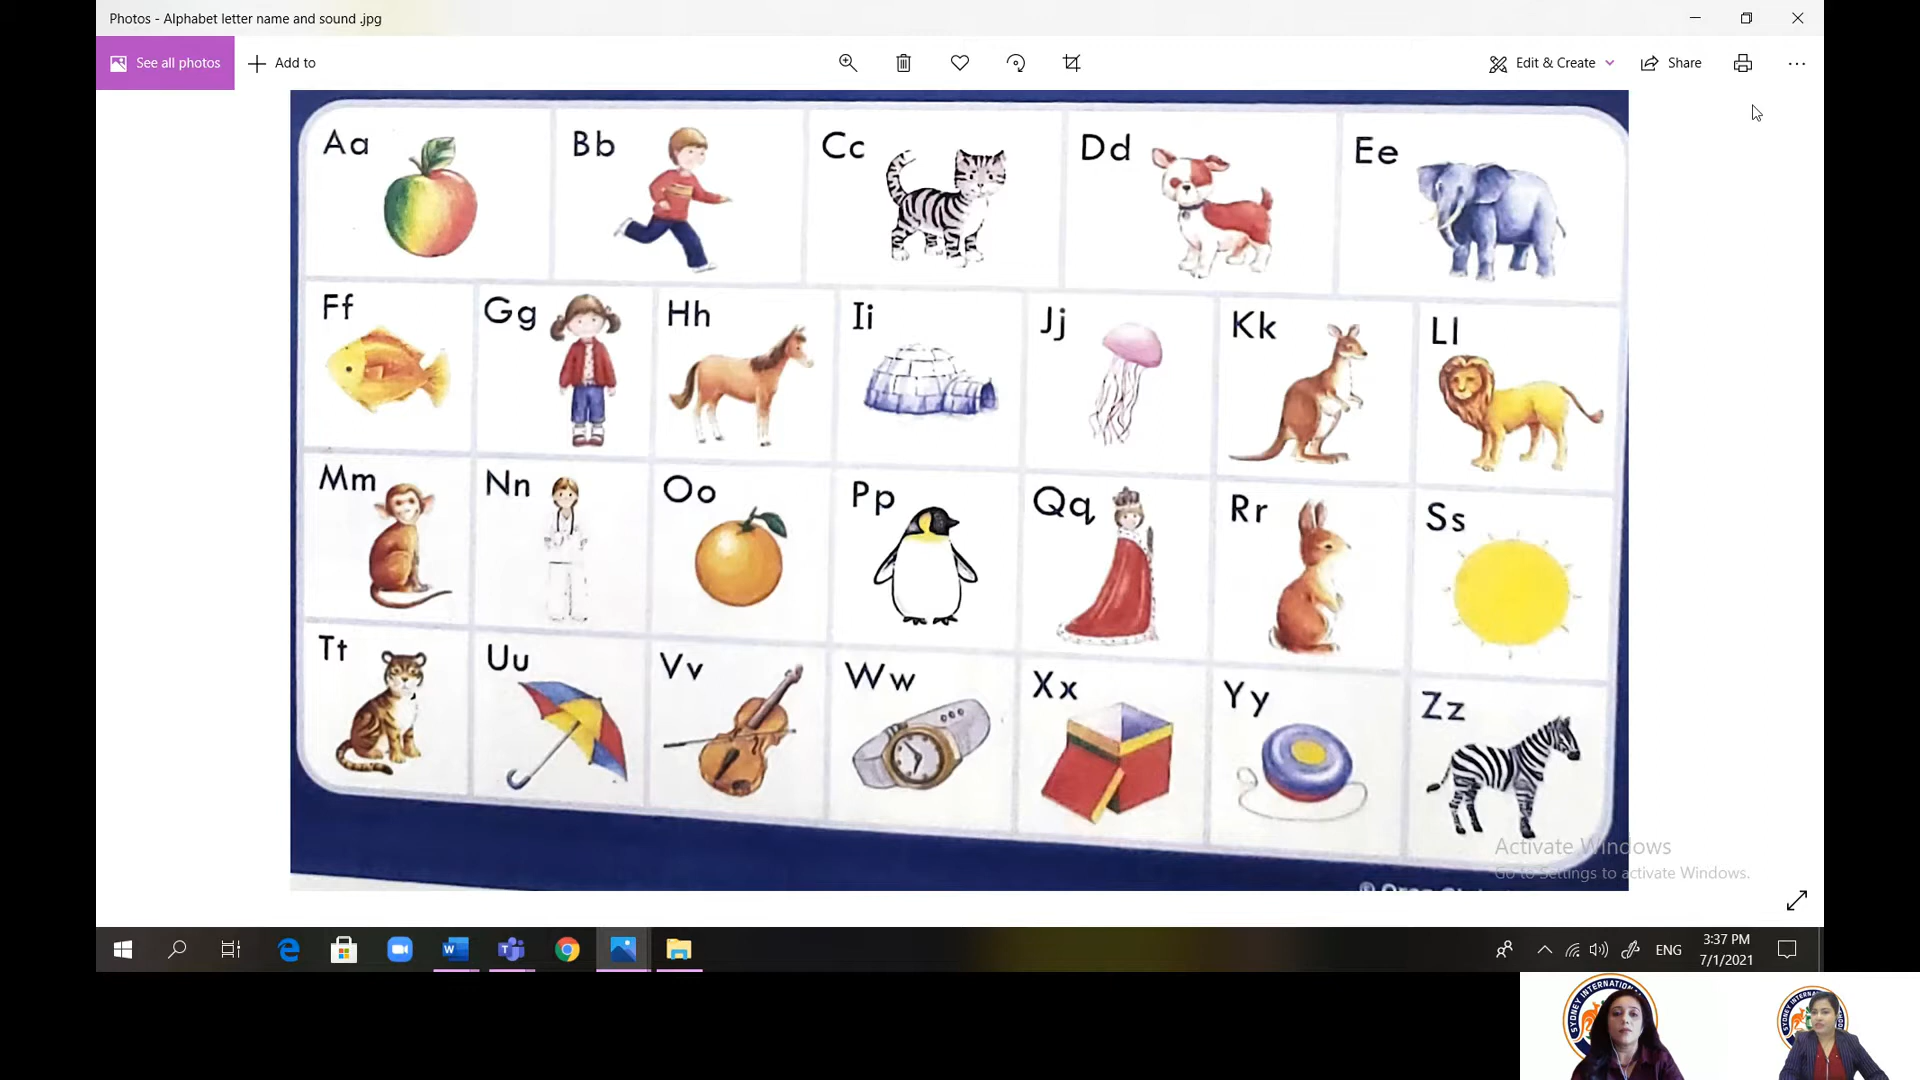 Photos - Alphabet letter name and sound .jpg
See all photos
Add to
Edit & Create
Share
Aa
Bb
Cc
Dd
Ee
Ff
Gg
Hh
Ii
Jj
Kk
Ll
Mm
Nn
Oo
Pp
Qq
Rr
Ss
Tt
Uu
Vv
Ww
Xx
Yy
Zz
Activate Windows
Go to Settings to activate Windows.
ENG
3:37 PM
7/1/2021
SYDNEY INTERNATIONAL